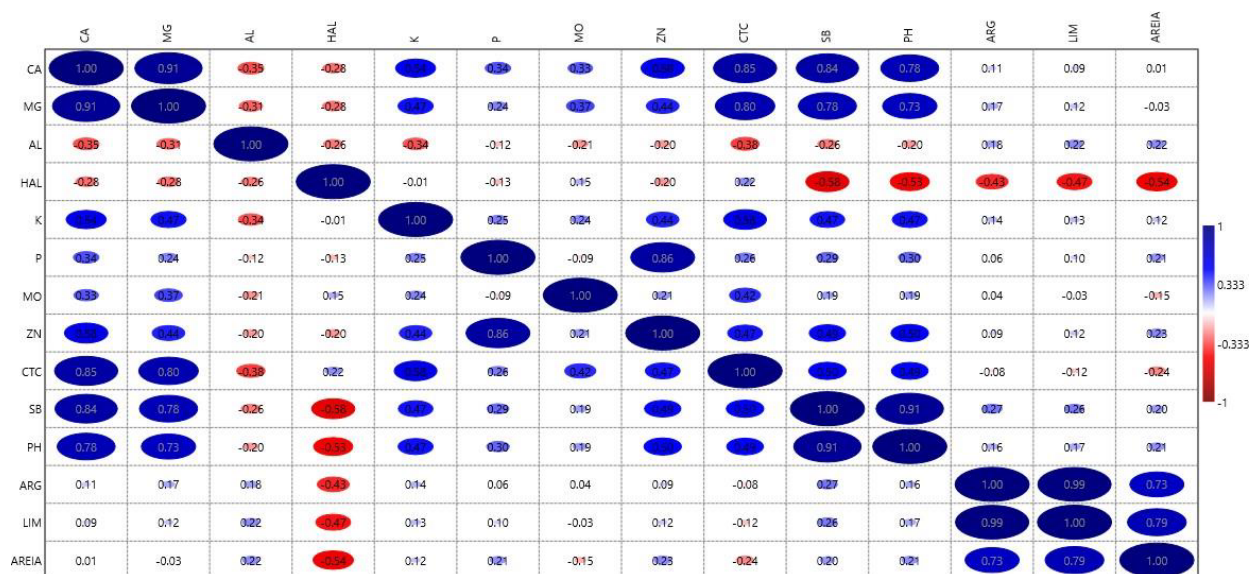 CA MG AL HAL K P MO ZN CTC SB PH ARG LIM AREIA
CA 1.00 0.91 -0.35 -0.28 0.54 0.34 0.33 0.85 0.84 0.78 0.11 0.09 0.01
MG 0.91 1.00 -0.31 -0.28 0.47 0.24 0.37 0.44 0.80 0.78 0.73 0.17 0.12 -0.03
AL -0.35 -0.31 1.00 -0.26 -0.34 -0.12 -0.21 -0.20 -0.38 -0.26 -0.20 0.18 0.22 0.22
HAL -0.28 -0.28 -0.26 1.00 -0.01 -0.13 0.15 -0.20 0.22 -0.58 -0.53 -0.43 -0.47 -0.54
K 0.54 0.47 -0.34 -0.01 1.00 0.25 0.24 0.44 0.47 0.47 0.14 0.13 0.12
1
P 0.34 0.24 -0.12 -0.13 0.25 1.00 -0.09 0.86 0.26 0.29 0.30 0.06 0.10 0.21
0.333
MO 0.33 0.37 -0.21 0.15 0.24 -0.09 1.00 0.21 0.42 0.19 0.19 0.04 -0.03 -0.15
ZN 0.44 -0.20 -0.20 0.44 0.86 0.21 1.00 0.47 0.49 0.09 0.12 0.23
-0.333
CTC 0.85 0.80 -0.38 0.22 0.26 0.42 0.47 1.00 0.50 0.49 -0.08 -0.12 -0.24
-1
SB 0.84 0.78 -0.26 -0.58 0.47 0.29 0.19 0.49 0.50 1.00 0.91 0.27 0.26 0.20
PH 0.78 0.73 -0.20 -0.53 0.47 0.30 0.19 0.49 0.91 1.00 0.16 0.17 0.21
ARG 0.11 0.17 0.18 -0.43 0.14 0.06 0.04 0.09 -0.08 0.27 0.16 1.00 0.99 0.73
LIM 0.09 0.12 0.22 -0.47 0.13 0.10 -0.03 0.12 -0.12 0.26 0.17 0.99 1.00 0.79
AREIA 0.01 -0.03 0.22 -0.54 0.12 0.21 -0.15 0.23 -0.24 0.20 0.21 0.73 0.79 1.00